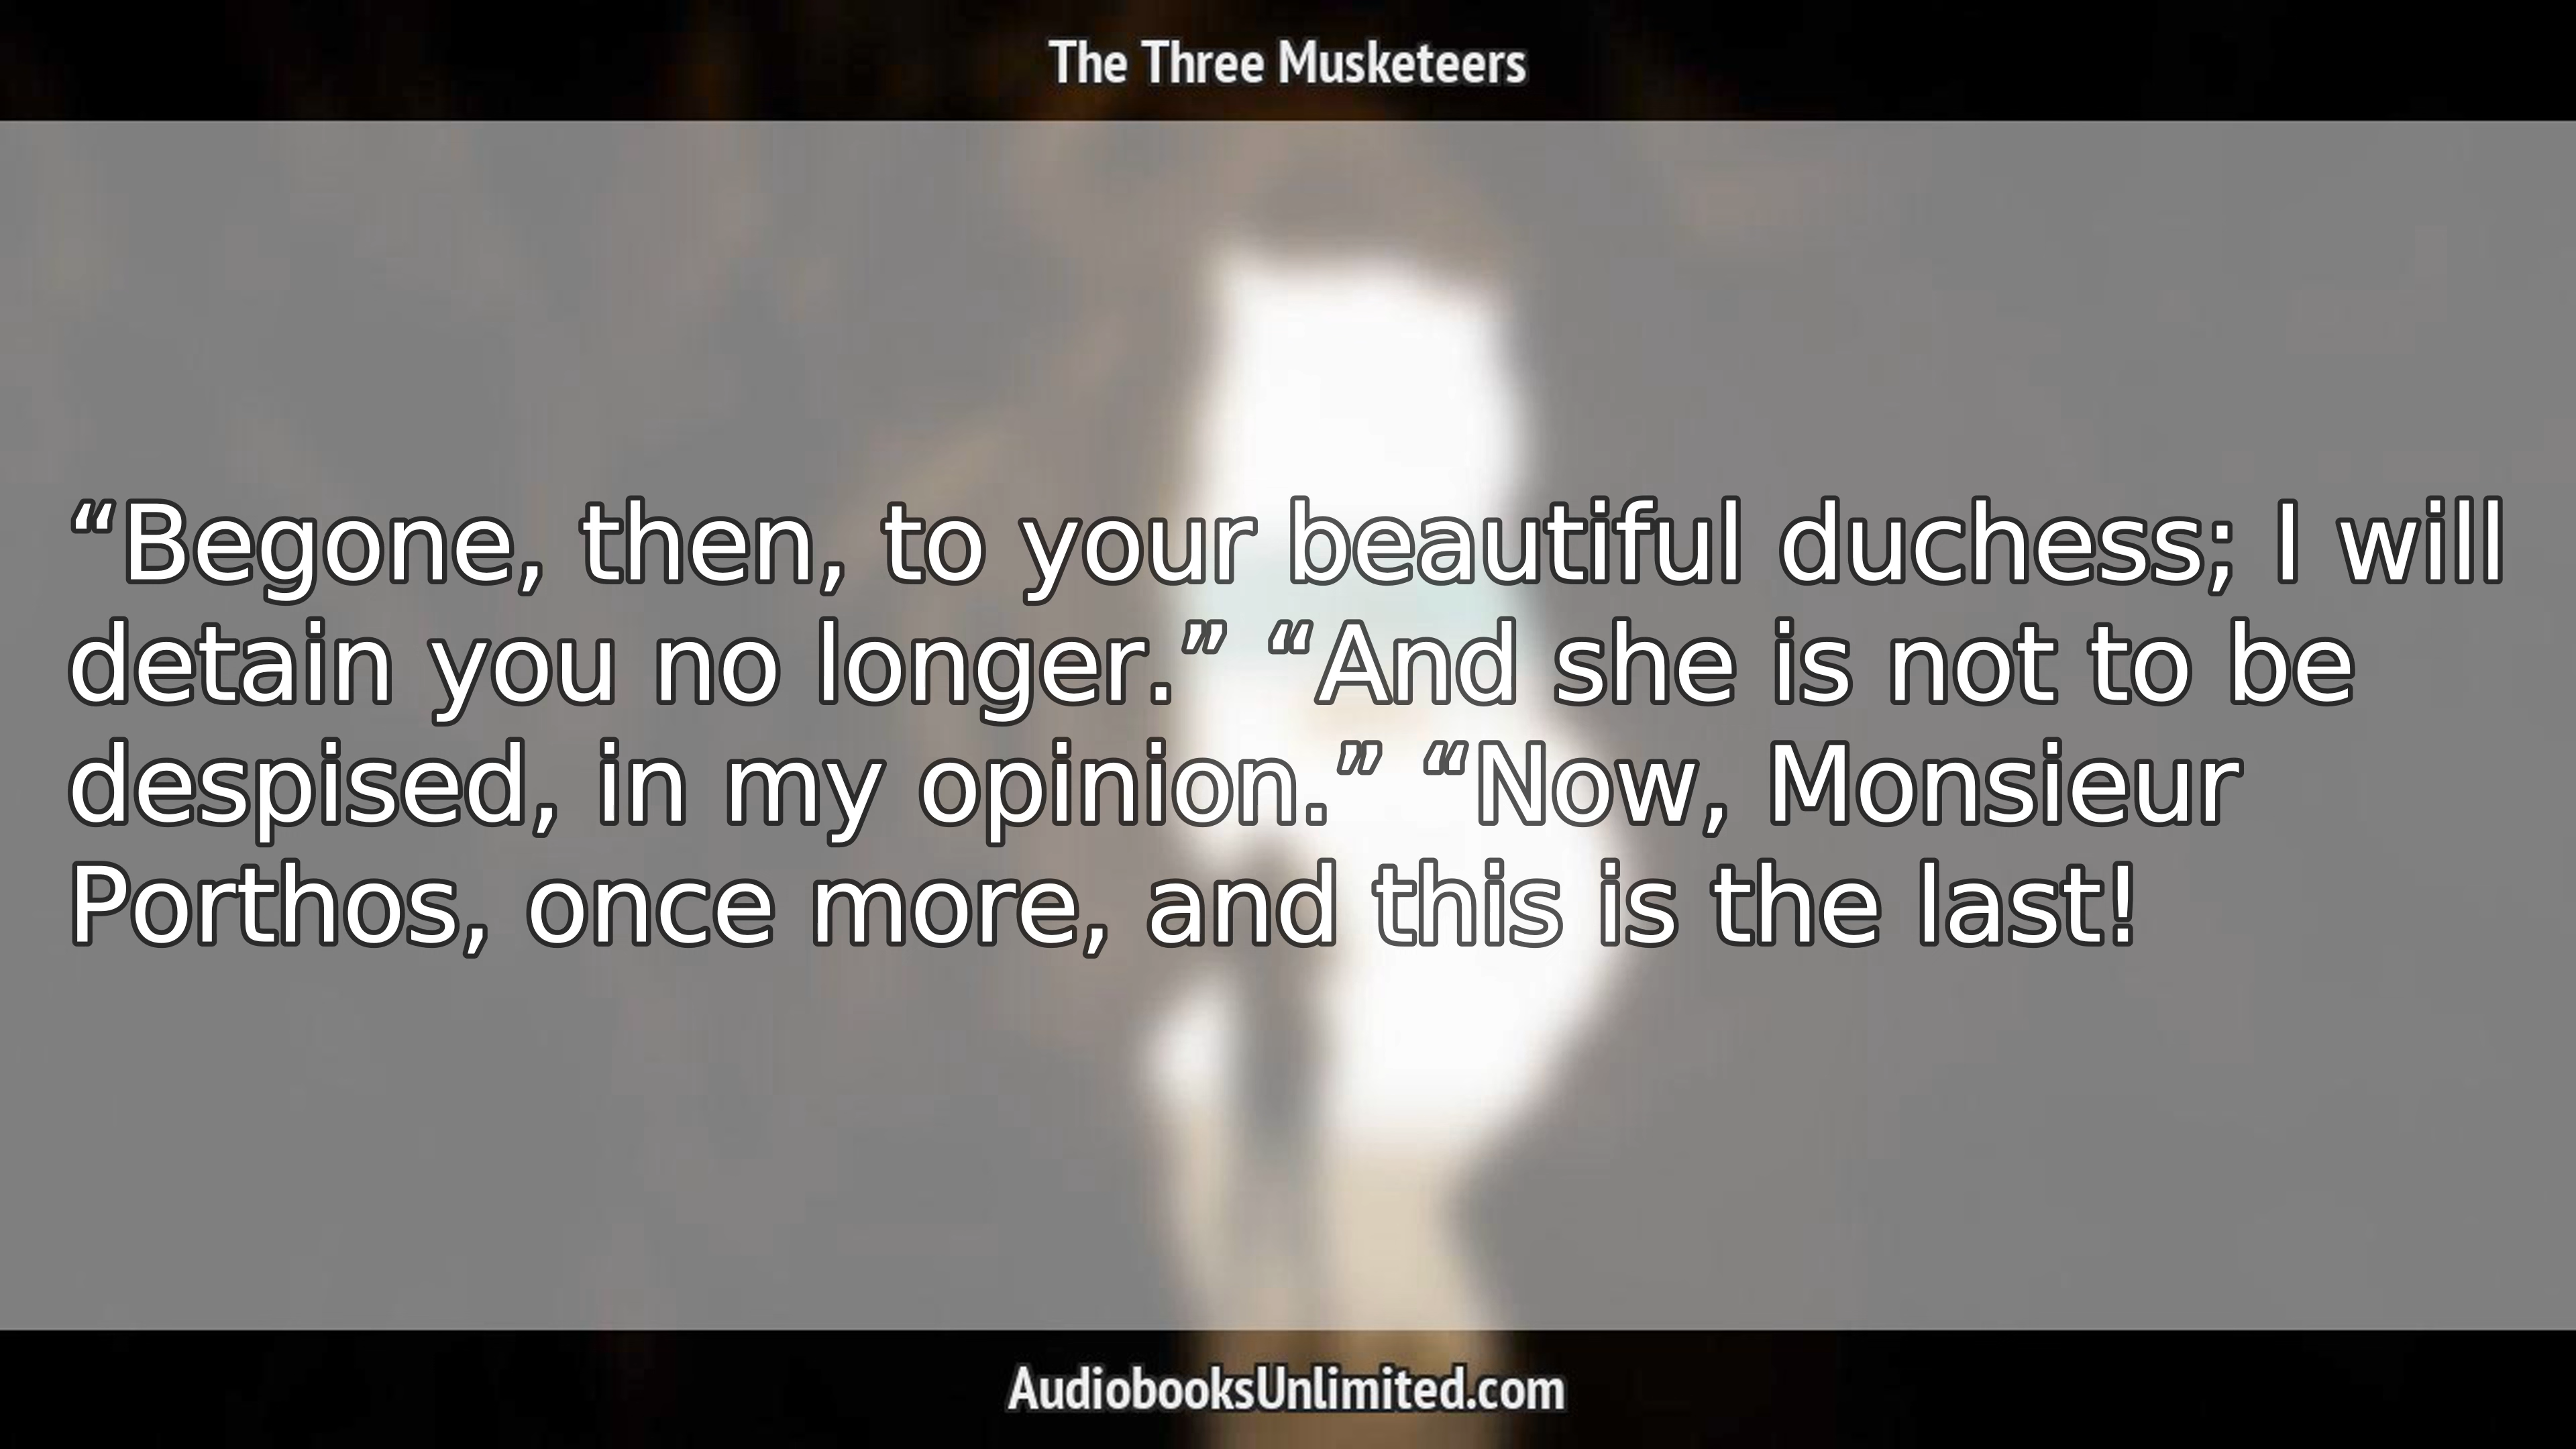 The Three Musketeers
“Begone, then, to your beautiful duchess; I will
detain you no longer.” “And she is not to be
despised, in my opinion.” “Now, Monsieur
Porthos, once more, and this is the last!
AudiobooksUnlimited.com